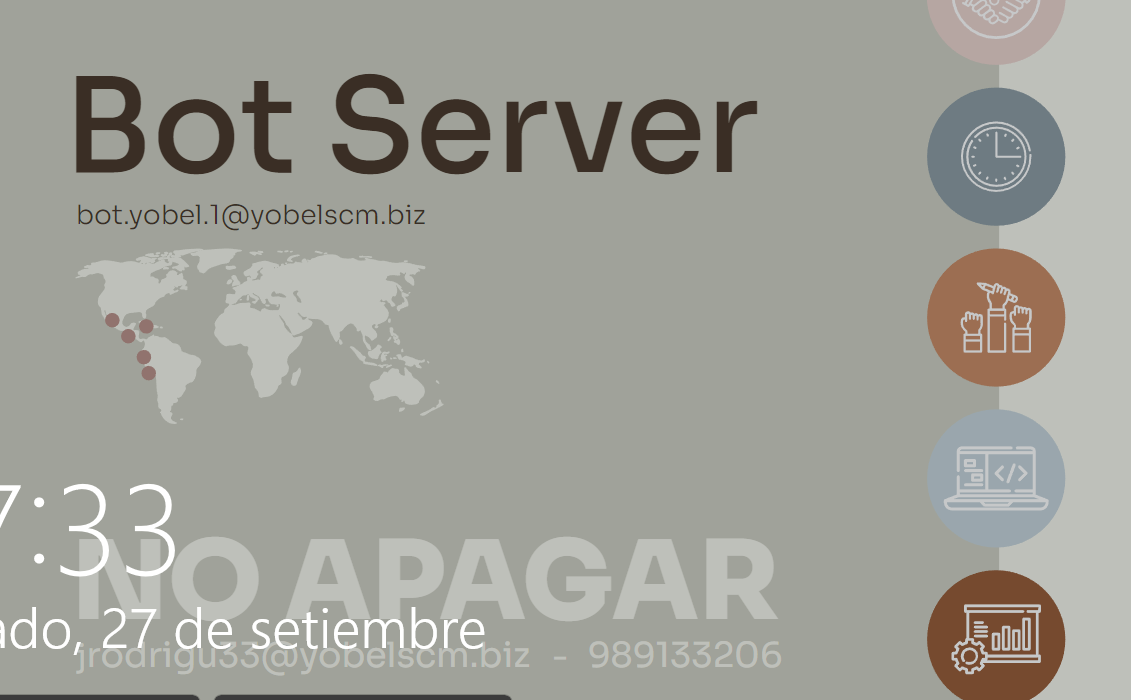 Bot Server
bot.yobel.1@yobelscm.biz
7:33
NO APAGAR
ado, 27 de setiembre
jrodrigu33@yobelscm.biz - 989133206